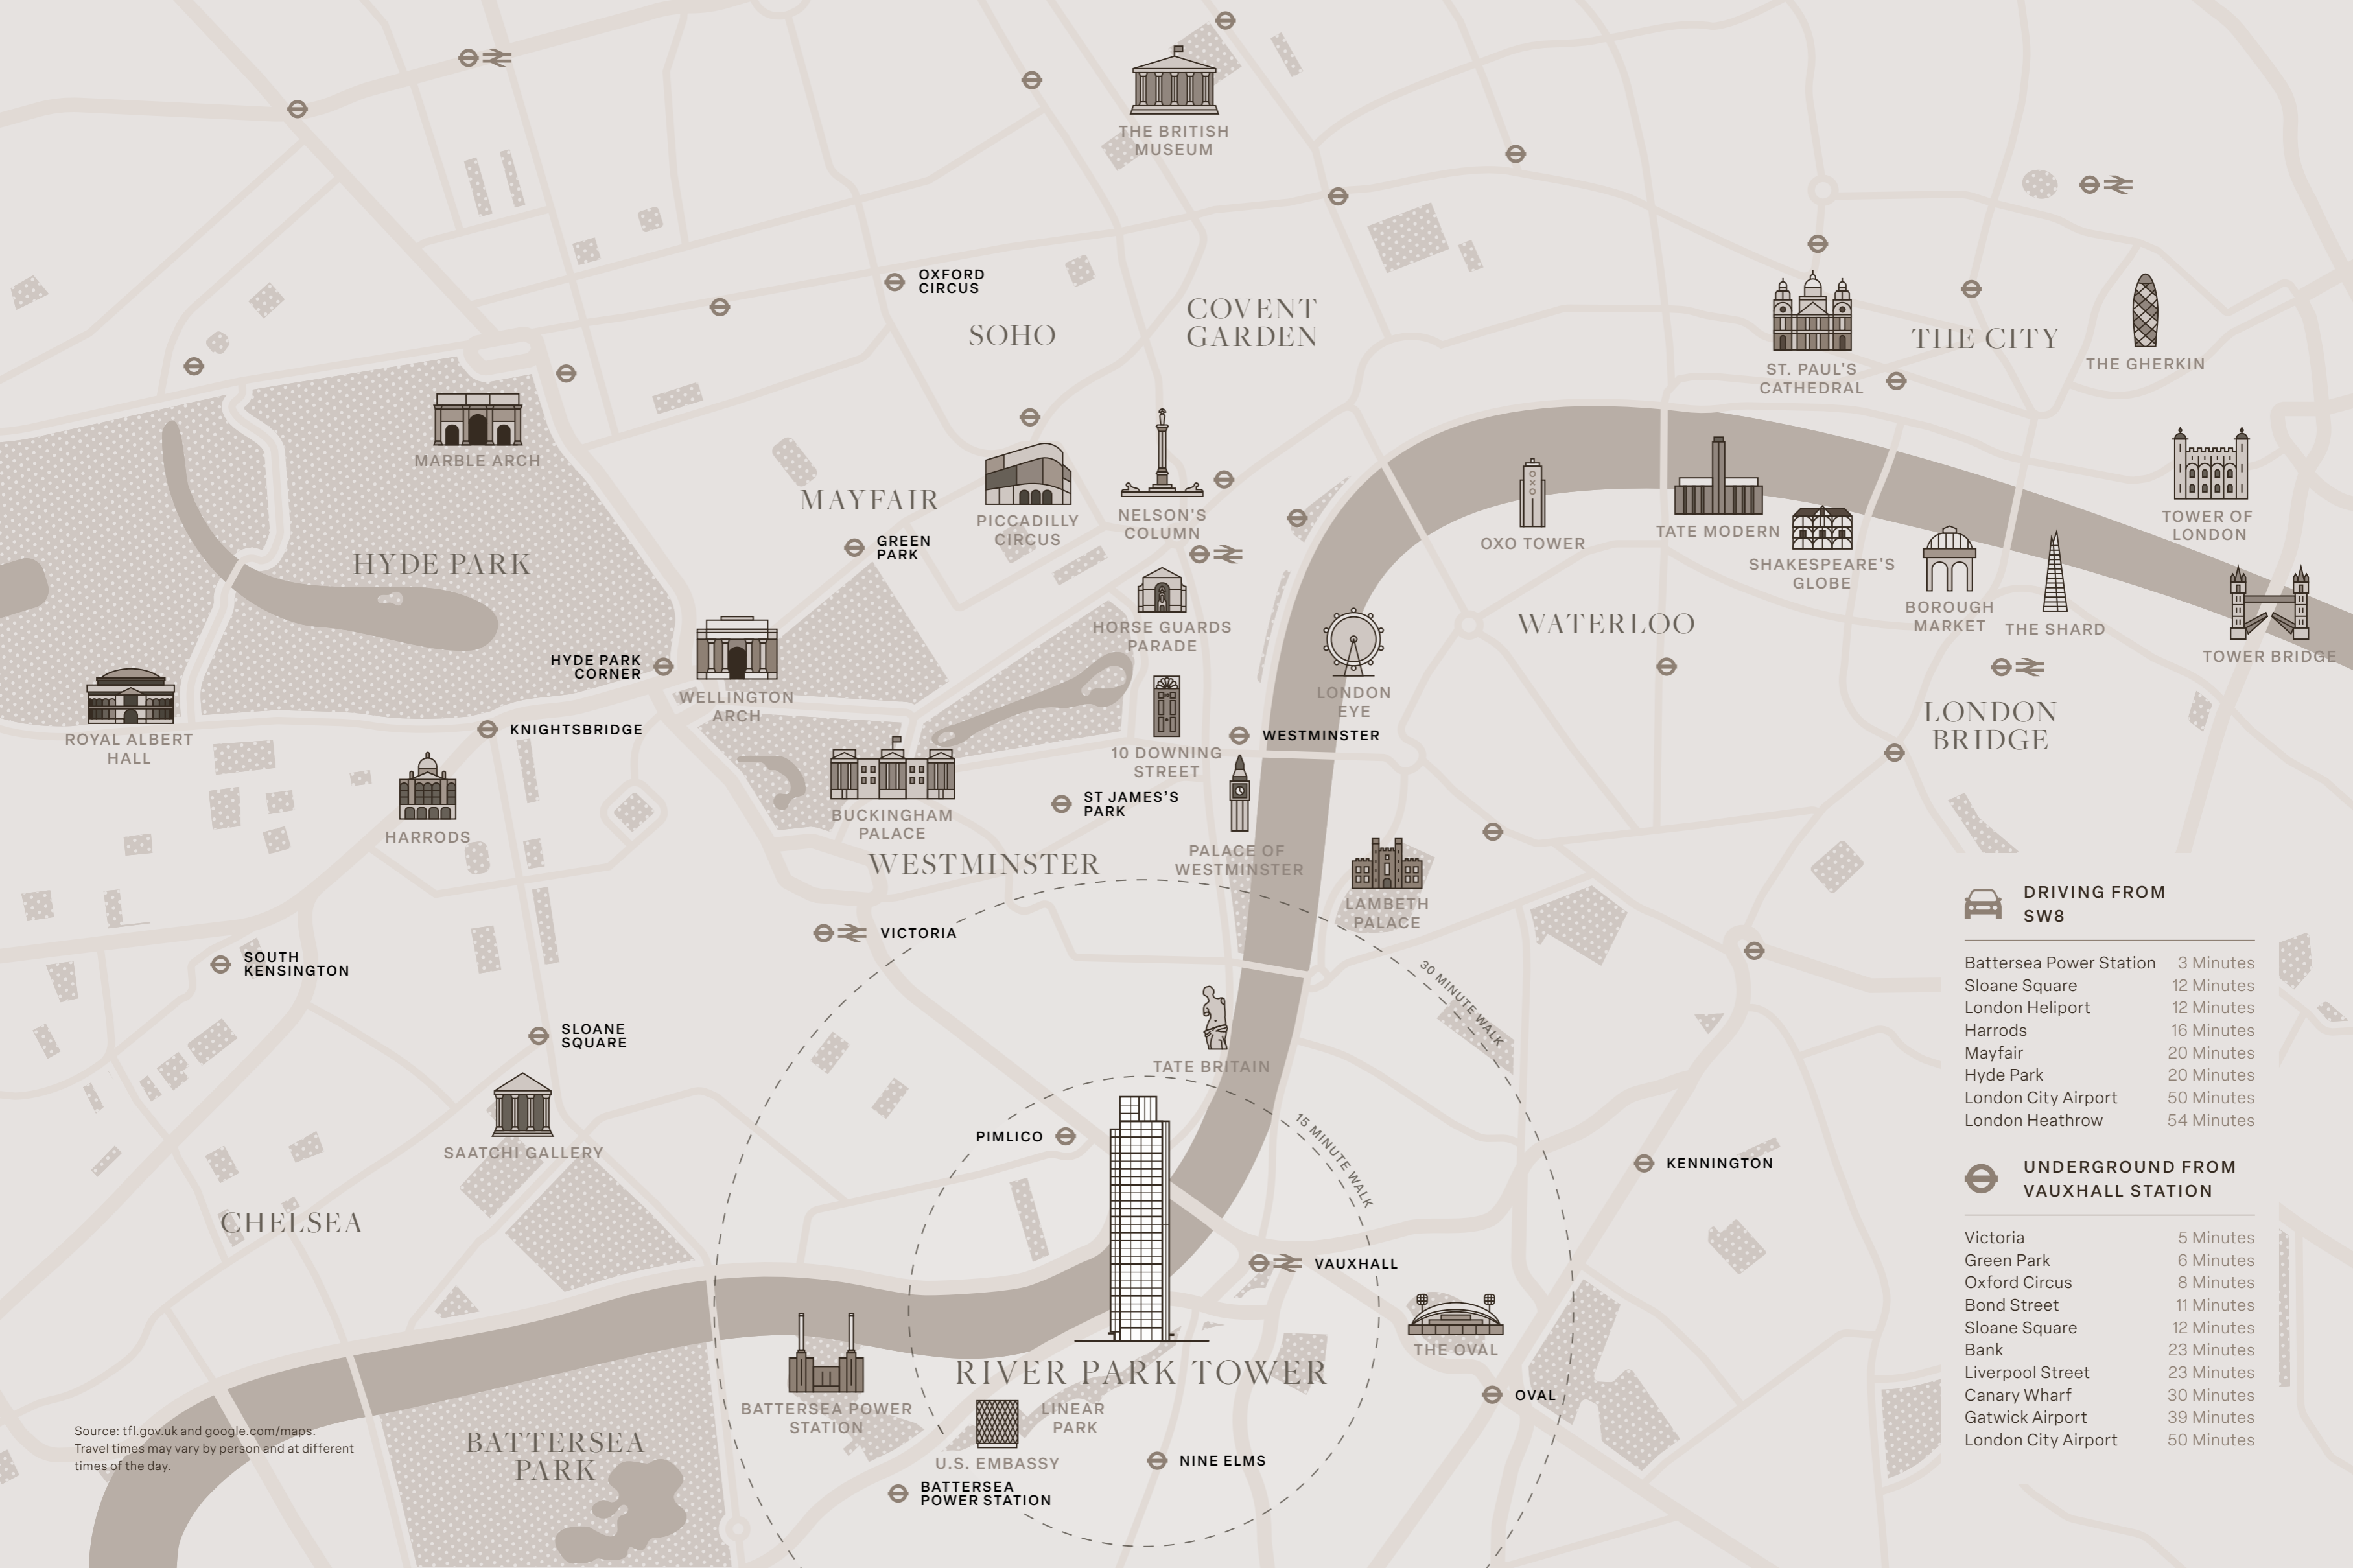 THE BRITISH
MUSEUM
OXFORD
CIRCUS
SOHO
COVENT
GARDEN
ST. PAUL'S
CATHEDRAL
THE CITY
THE GHERKIN
MARBLE ARCH
MAYFAIR
PICCADILLY
CIRCUS
NELSON'S
COLUMN
OXO
OXO TOWER
TATE MODERN
SHAKESPEARE'S
GLOBE
BOROUGH
MARKET
THE SHARD
TOWER OF
LONDON
TOWER BRIDGE
HYDE PARK
GREEN
PARK
HORSE GUARDS
PARADE
WATERLOO
HYDE PARK
CORNER
WELLINGTON
ARCH
LONDON
EYE
LONDON
BRIDGE
ROYAL ALBERT
HALL
KNIGHTSBRIDGE
WESTMINSTER
10 DOWNING
STREET
HARRODS
BUCKINGHAM
PALACE
ST JAMES'S
PARK
WESTMINSTER
PALACE OF
WESTMINSTER
LAMBETH
PALACE
VICTORIA
SOUTH
KENSINGTON
30 MINUTE WALK
SLOANE
SQUARE
TATE BRITAIN
SAATCHI GALLERY
PIMLICO
15 MINUTE WALK
KENNINGTON
CHELSEA
VAUXHALL
THE OVAL
RIVER PARK TOWER
OVAL
BATTERSEA POWER
STATION
LINEAR
PARK
U.S. EMBASSY
NINE ELMS
BATTERSEA
PARK
BATTERSEA
POWER STATION
Source: tfl.gov.uk and google.com/maps.
Travel times may vary by person and at different
times of the day.
DRIVING FROM
SW8
Battersea Power Station 3 Minutes
Sloane Square 12 Minutes
London Heliport 12 Minutes
Harrods 16 Minutes
Mayfair 20 Minutes
Hyde Park 20 Minutes
London City Airport 50 Minutes
London Heathrow 54 Minutes
UNDERGROUND FROM
VAUXHALL STATION
Victoria 5 Minutes
Green Park 6 Minutes
Oxford Circus 8 Minutes
Bond Street 11 Minutes
Sloane Square 12 Minutes
Bank 23 Minutes
Liverpool Street 23 Minutes
Canary Wharf 30 Minutes
Gatwick Airport 39 Minutes
London City Airport 50 Minutes